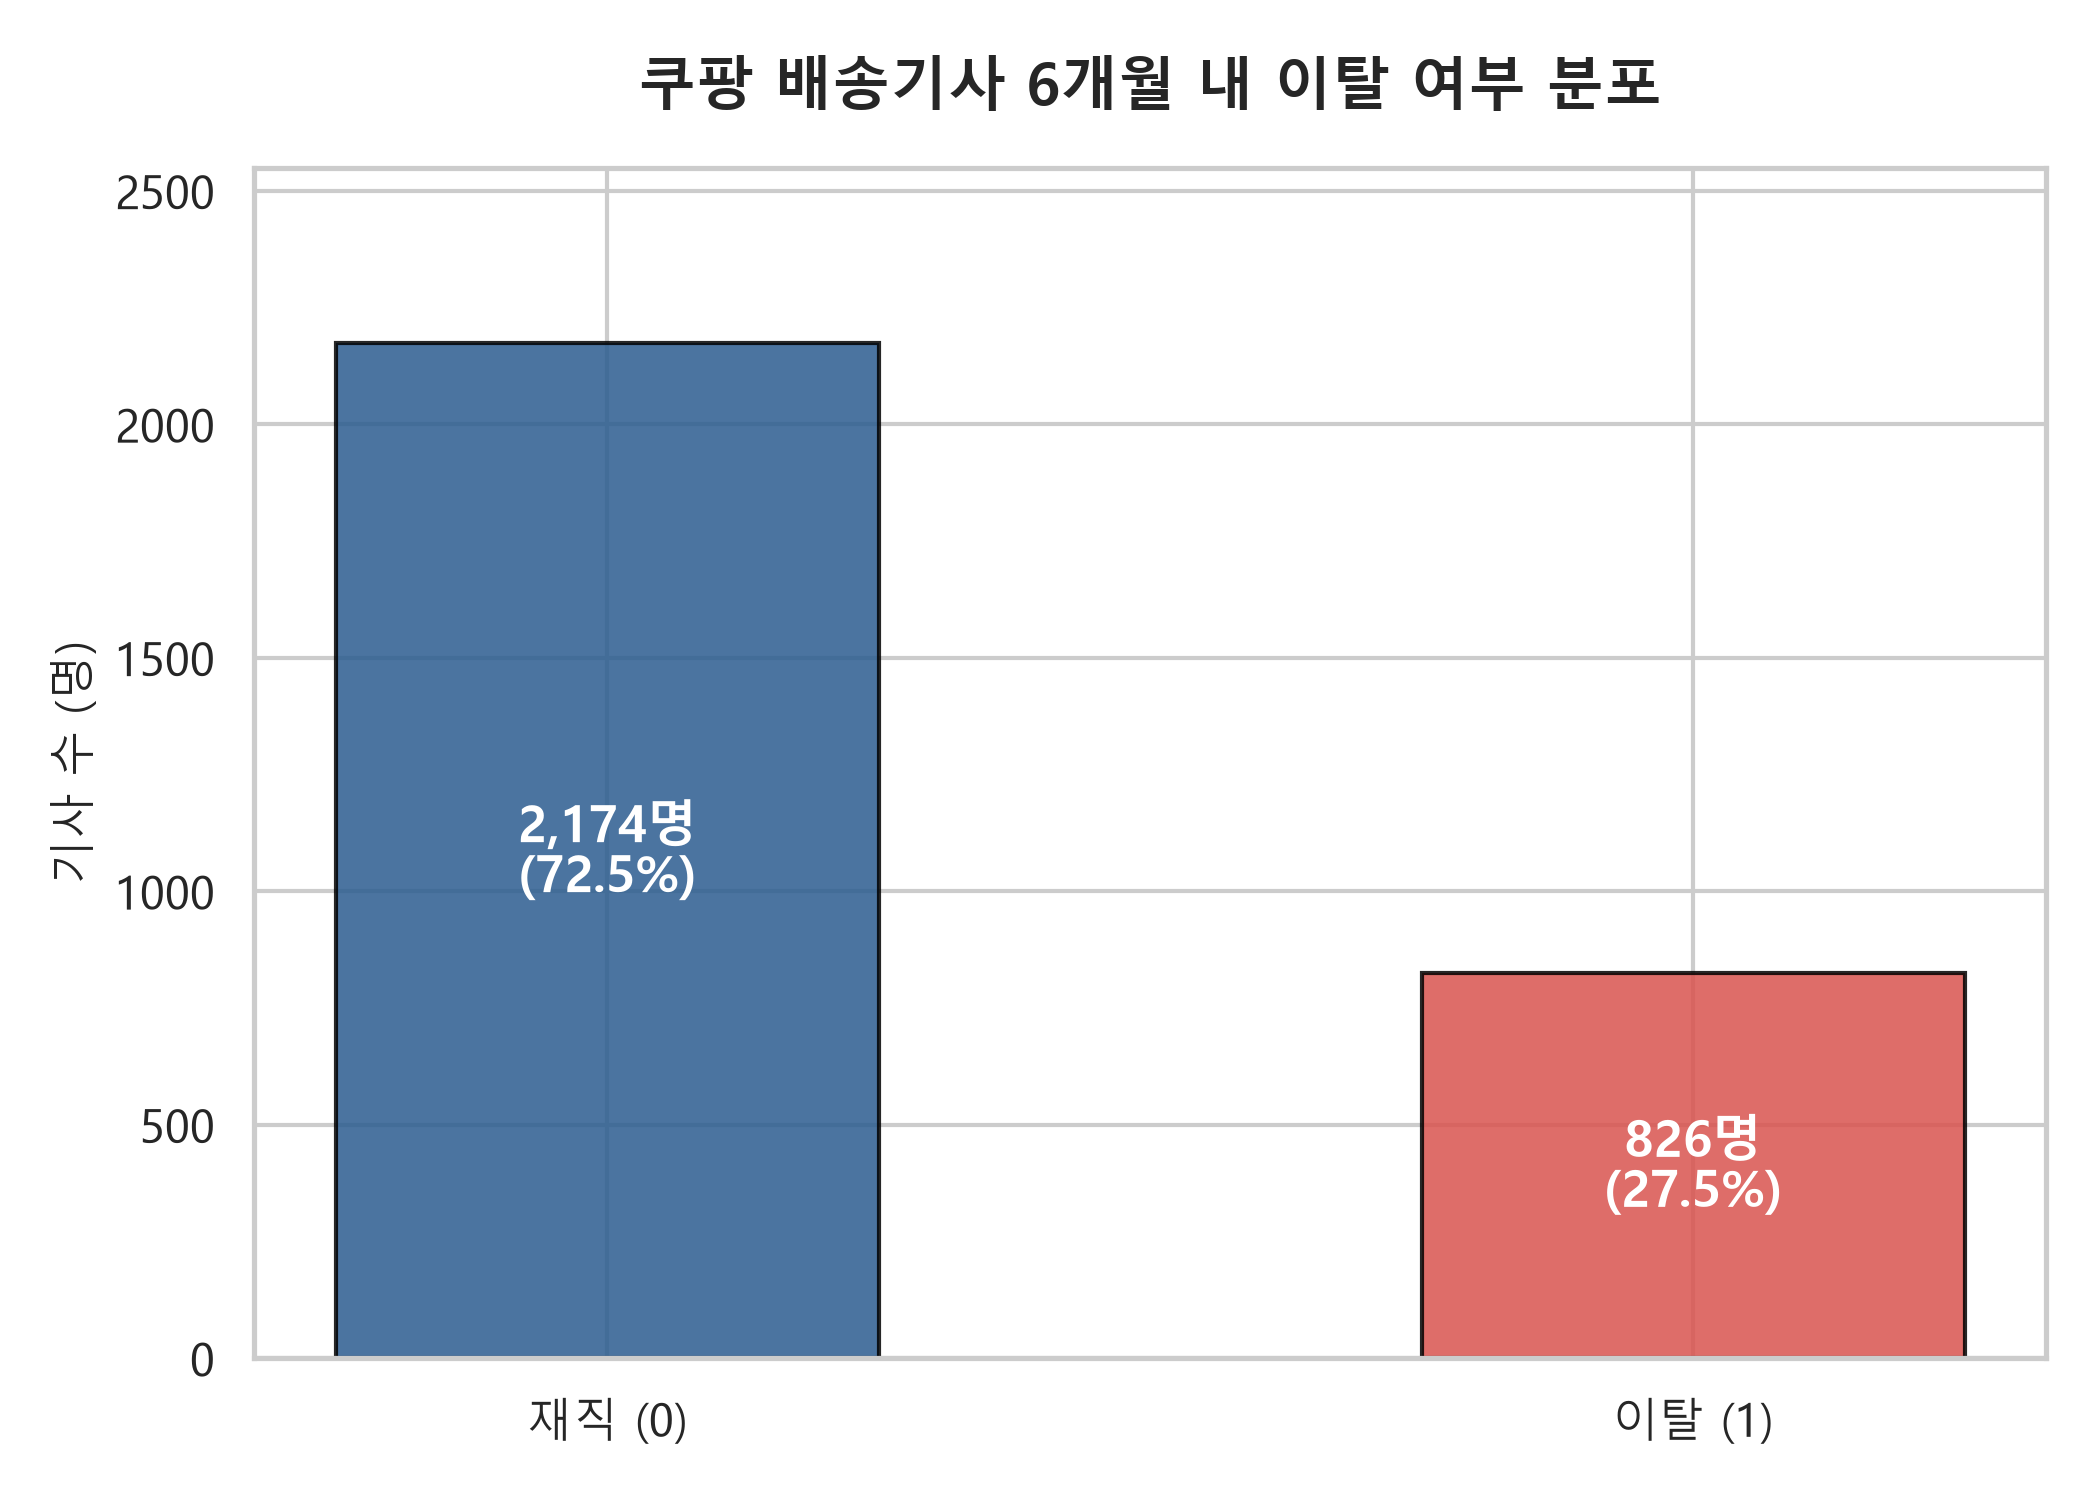 쿠팡 배송기사 6개월 내 이탈 여부 분포
기사 수 (명)
2500
2000
1500
1000
500
0
2,174명
(72.5%)
826명
(27.5%)
재직 (0)
이탈 (1)